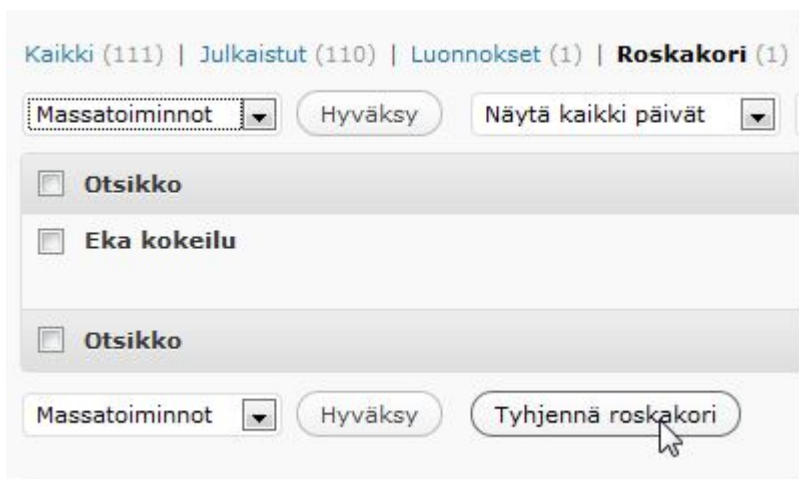 Kaikki (111) | Julkaistut (110) | Luonnokset (1) | Roskakori (1)
Massatoiminnot Hyväksy Näytä kaikki päivät
Otsikko
Eka kokeilu
Otsikko
Massatoiminnot Hyväksy Tyhjennä roskakori